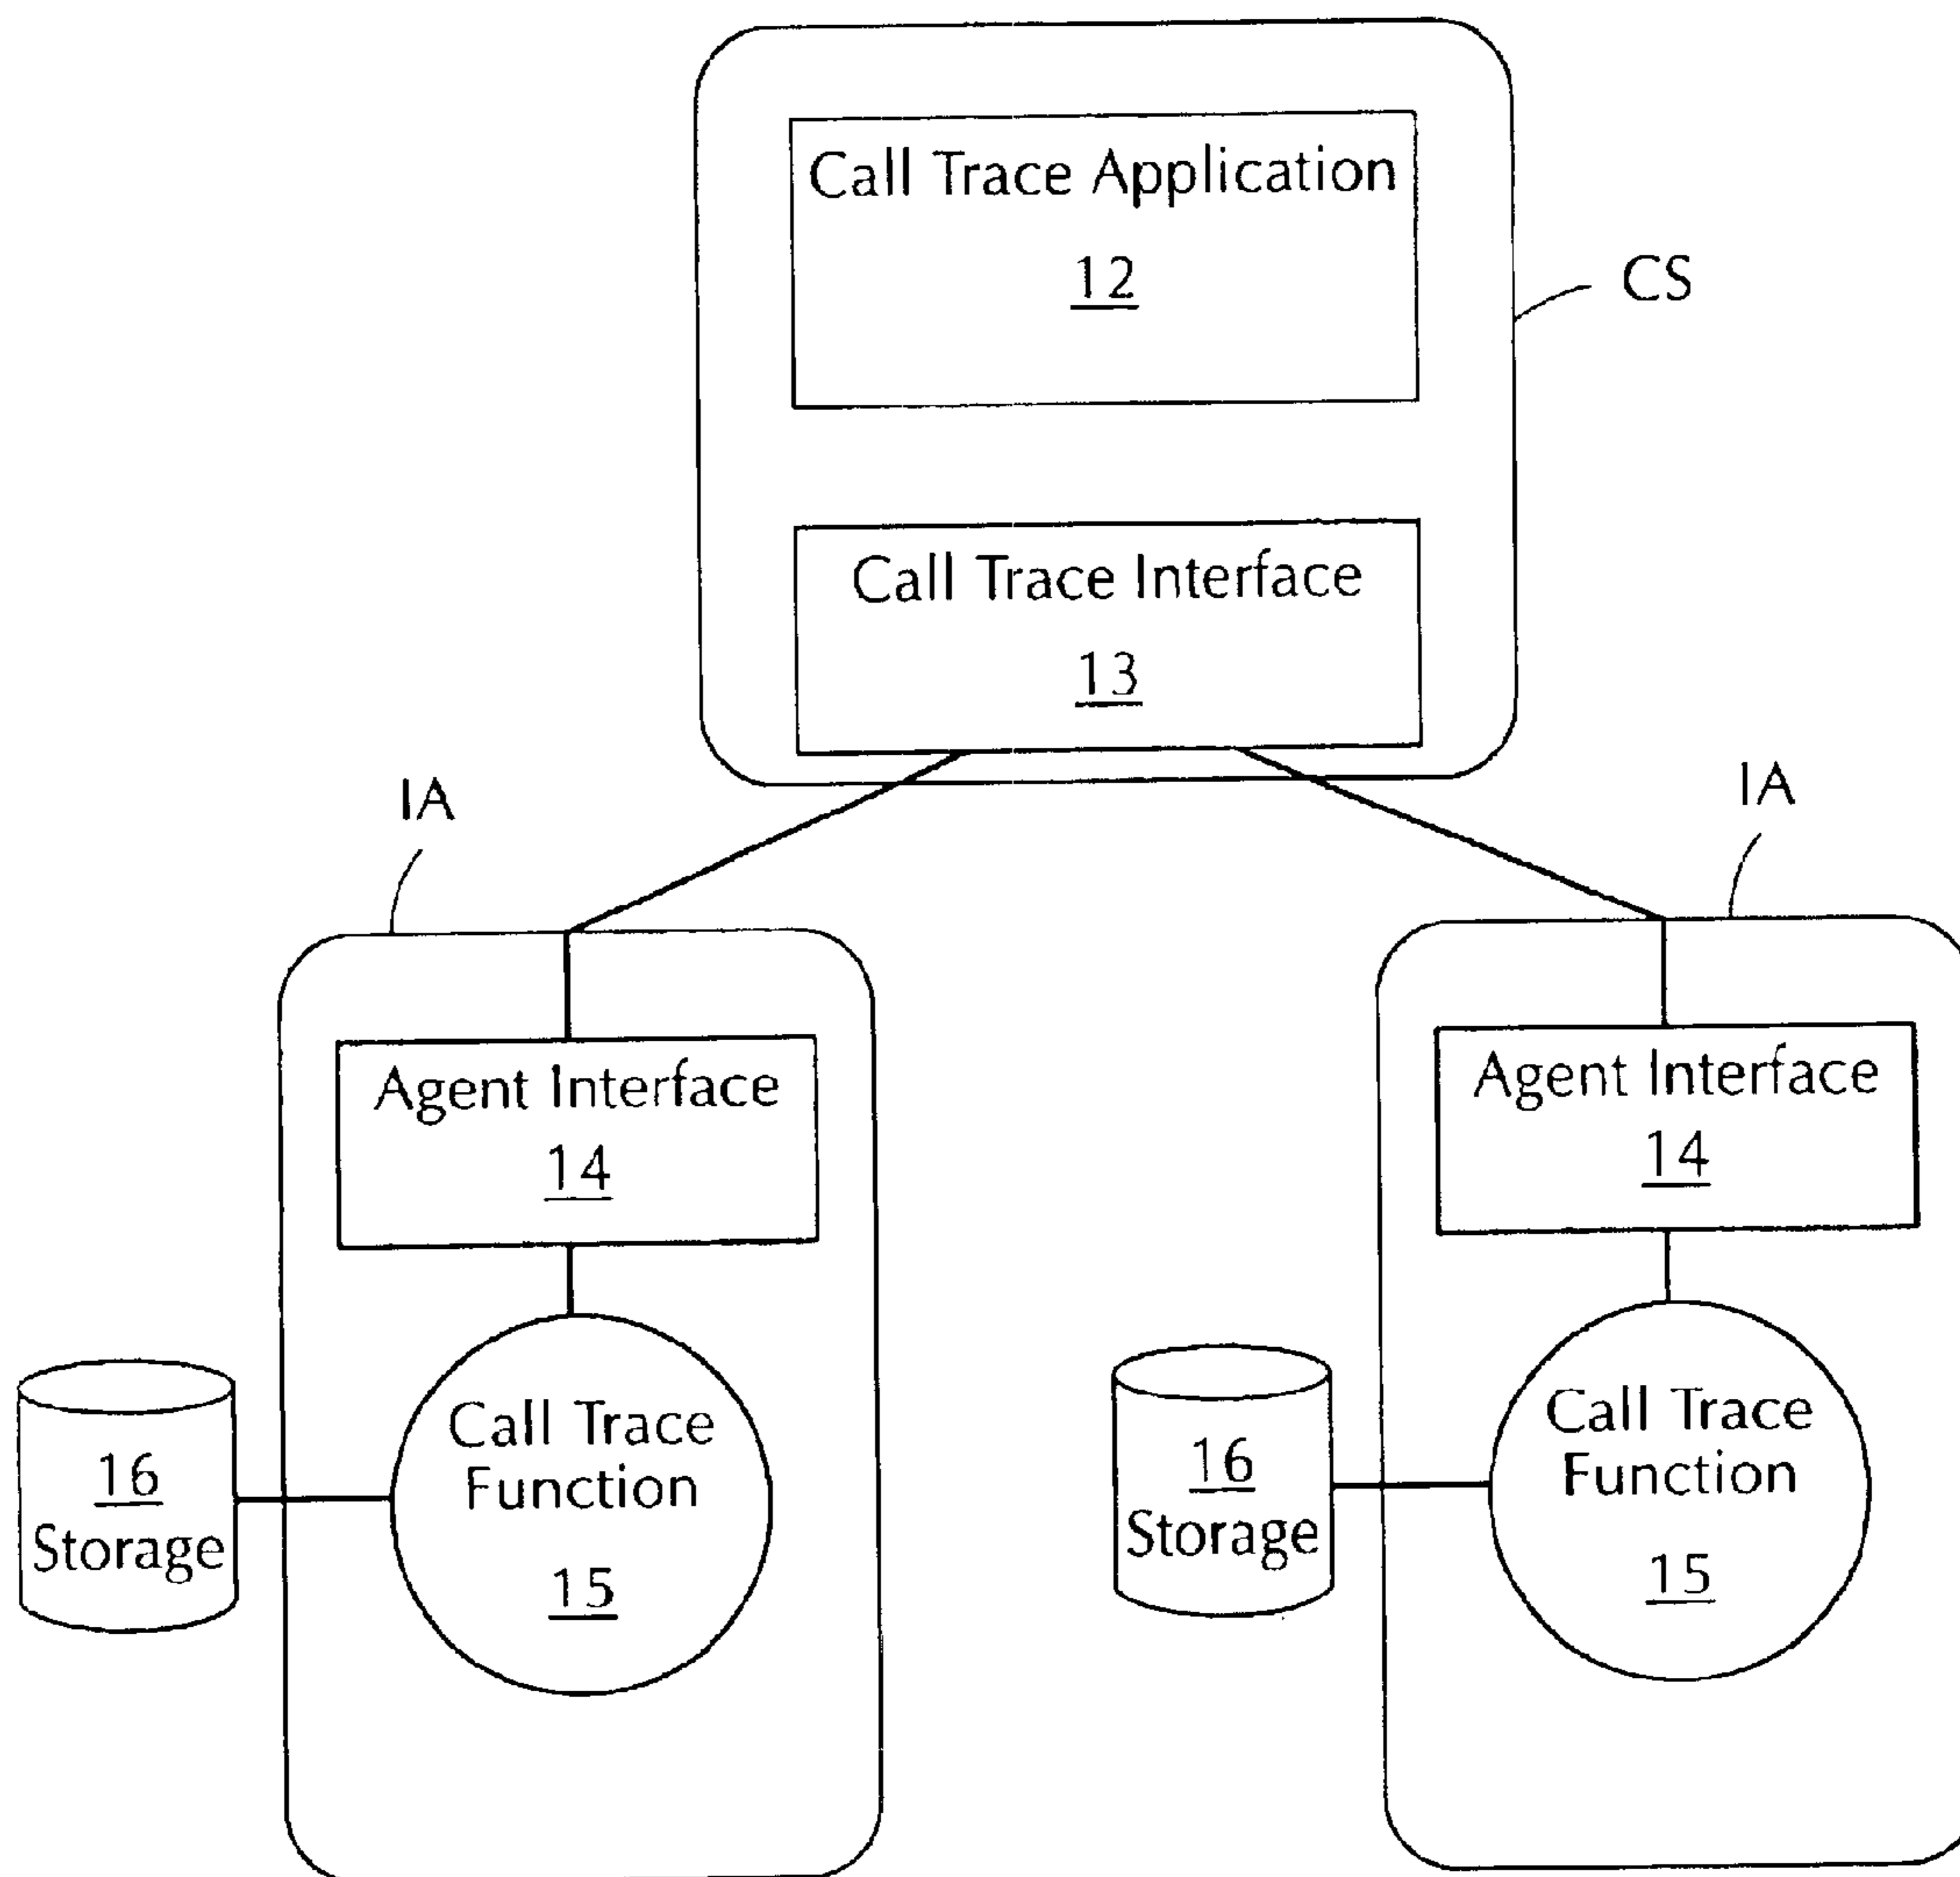 Call Trace Application
12
CS
Call Trace Interface
13
IA
IA
Agent Interface
14
Agent Interface
14
Call Trace
Function
15
16
Storage
Call Trace
Function
15
16
Storage